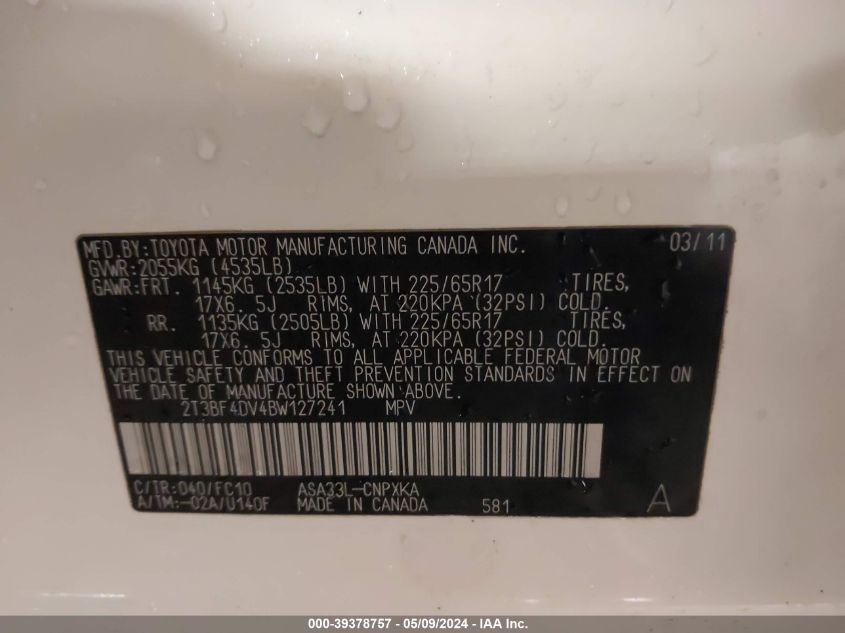 MFD.BY:TOYOTA MOTOR MANUFACTURING CANADA INC. 03/11
GVWR:2055KG (4535LB)
GAWR:FRT. 1145KG (2535LB) WITH 225/65R17 TIRES,
17X6. 5J RIMS, AT 220KPA (32PSI) COLD.
RR. 1135KG (2505LB) WITH 225/65R17 TIRES,
17X6. 5J RIMS, AT 220KPA (32PSI) COLD.
THIS VEHICLE CONFORMS TO ALL APPLICABLE FEDERAL MOTOR
VEHICLE SAFETY AND THEFT PREVENTION STANDARDS IN EFFECT ON
THE DATE OF MANUFACTURE SHOWN ABOVE.
2T3BF4DV4BW127241 MPV
C/TR:040/FC10 ASA33L-CNPXKA
A/TM:-02A/U140F MADE IN CANADA 581 A
000-39378757 - 05/09/2024 - IAA Inc.